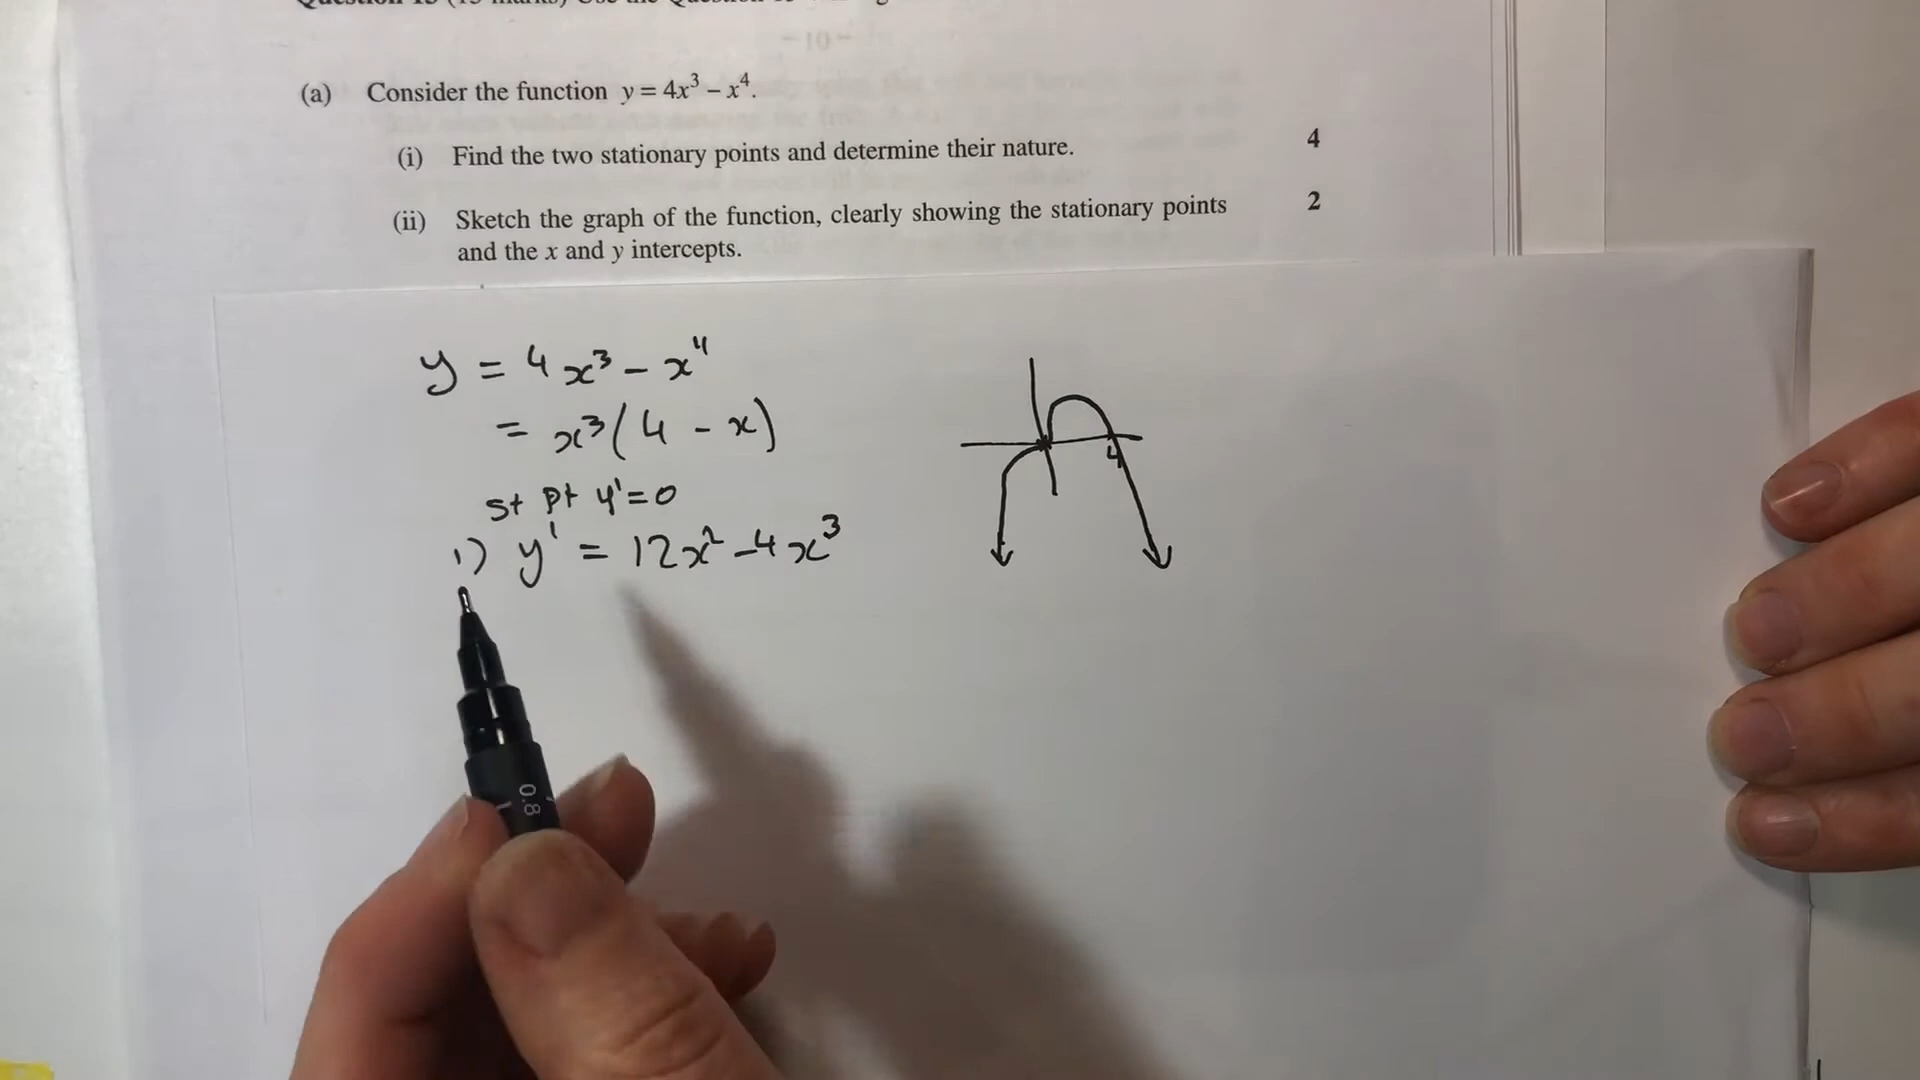 - 10 -
(a) Consider the function y = 4x³ – x⁴.
(i) Find the two stationary points and determine their nature. 4
(ii) Sketch the graph of the function, clearly showing the stationary points 2
and the x and y intercepts.
y = 4x³ - x⁴
= x³(4 - x)
st pt y' = 0
1) y' = 12x² - 4x³
4
0.8